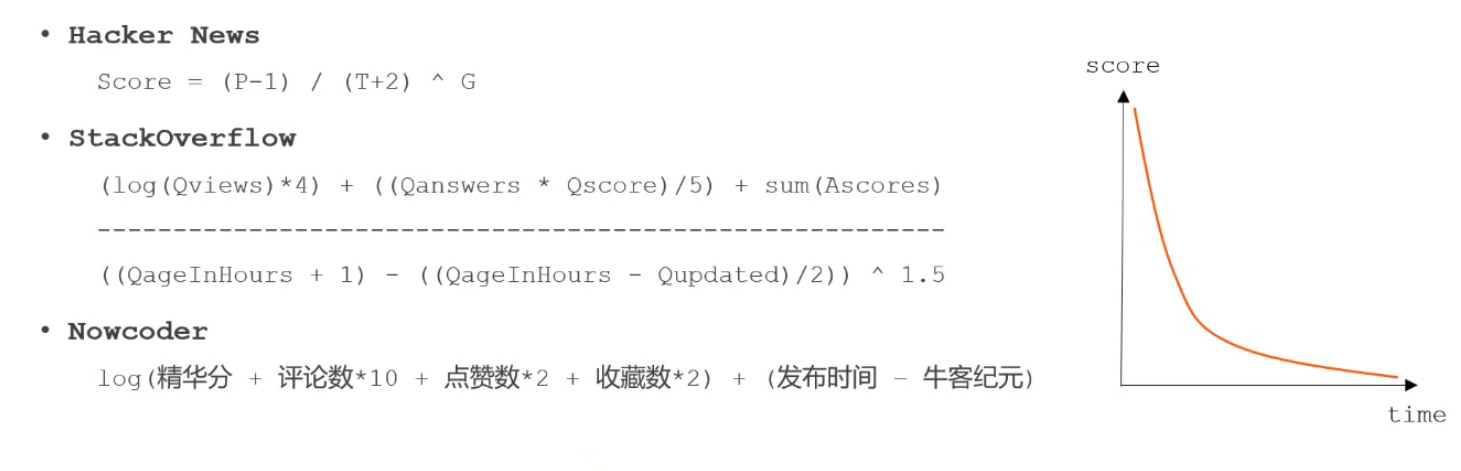 • Hacker News
Score = (P-1) / (T+2) ^ G
• StackOverflow
(log(Qviews)*4) + ((Qanswers * Qscore)/5) + sum(Ascores)
--------------------------------------------------------
((QageInHours + 1) - ((QageInHours - Qupdated)/2)) ^ 1.5
• Nowcoder
log(精华分 + 评论数*10 + 点赞数*2 + 收藏数*2) + (发布时间 - 牛客纪元)
score
time